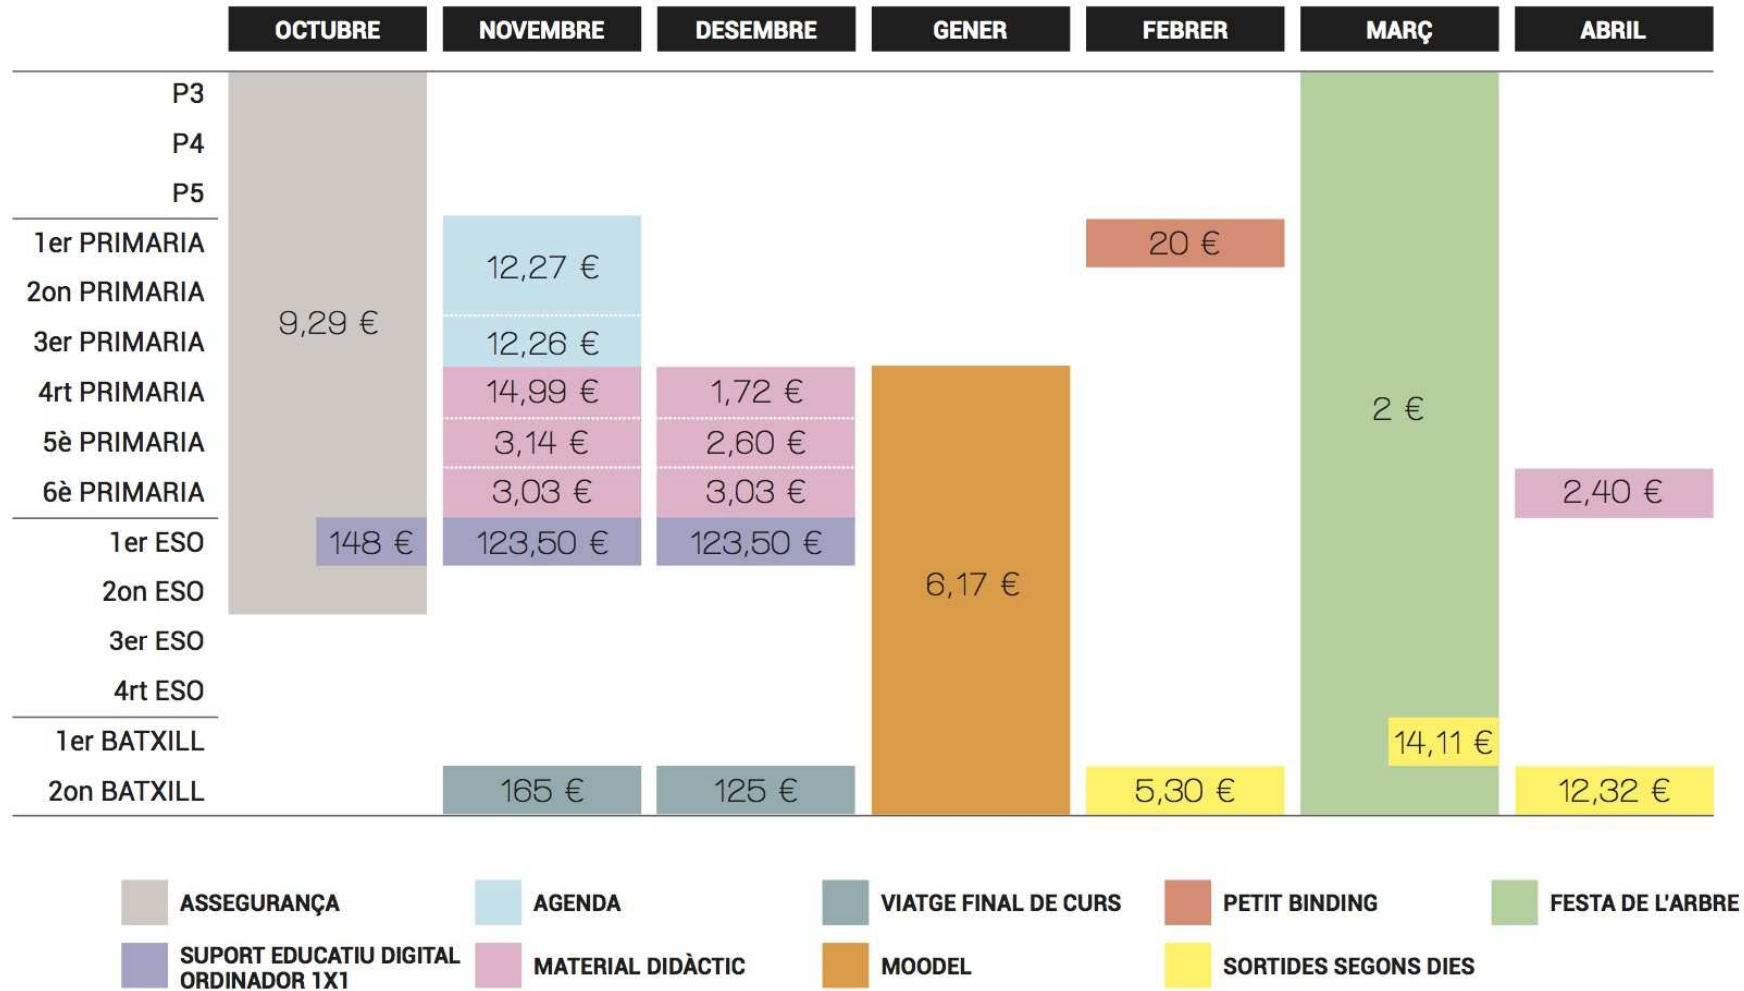 OCTUBRE NOVEMBRE DESEMBRE GENER FEBRER MARÇ ABRIL
P3
P4
P5
1er PRIMARIA 20 €
12,27 €
2on PRIMARIA
9,29 €
3er PRIMARIA 12,26 €
4rt PRIMARIA 14,99 € 1,72 €
2 €
5è PRIMARIA 3,14 € 2,60 €
6è PRIMARIA 3,03 € 3,03 € 2,40 €
1er ESO 148 € 123,50 € 123,50 €
2on ESO 6,17 €
3er ESO
4rt ESO
1er BATXILL 14,11 €
2on BATXILL 165 € 125 € 5,30 € 12,32 €
ASSEGURANÇA AGENDA VIATGE FINAL DE CURS PETIT BINDING FESTA DE L'ARBRE
SUPORT EDUCATIU DIGITAL
ORDINADOR 1X1 MATERIAL DIDÀCTIC MOODEL SORTIDES SEGONS DIES